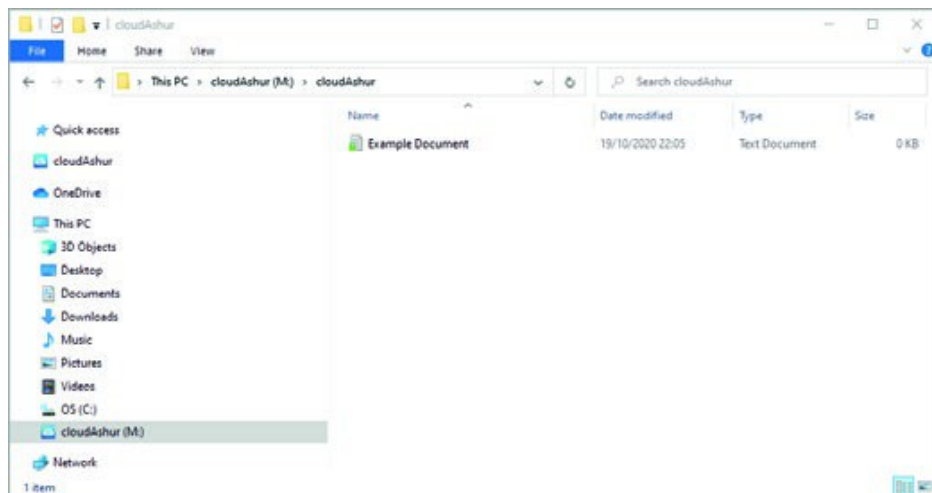 cloudAshur
File Home Share View
This PC > cloudAshur (M:) > cloudAshur
Search cloudAshur
Name Date modified Type Size
Example Document 19/10/2020 22:05 Text Document 0 KB
Quick access
cloudAshur
OneDrive
This PC
3D Objects
Desktop
Documents
Downloads
Music
Pictures
Videos
OS (C:)
cloudAshur (M:)
Network
1 item